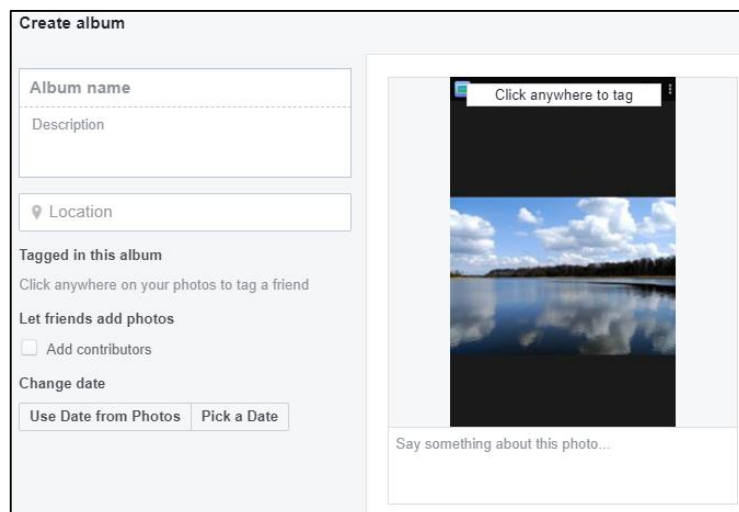 Create album
Album name
Description
Location
Tagged in this album
Click anywhere on your photos to tag a friend
Let friends add photos
Add contributors
Change date
Use Date from Photos Pick a Date
Click anywhere to tag
Say something about this photo...